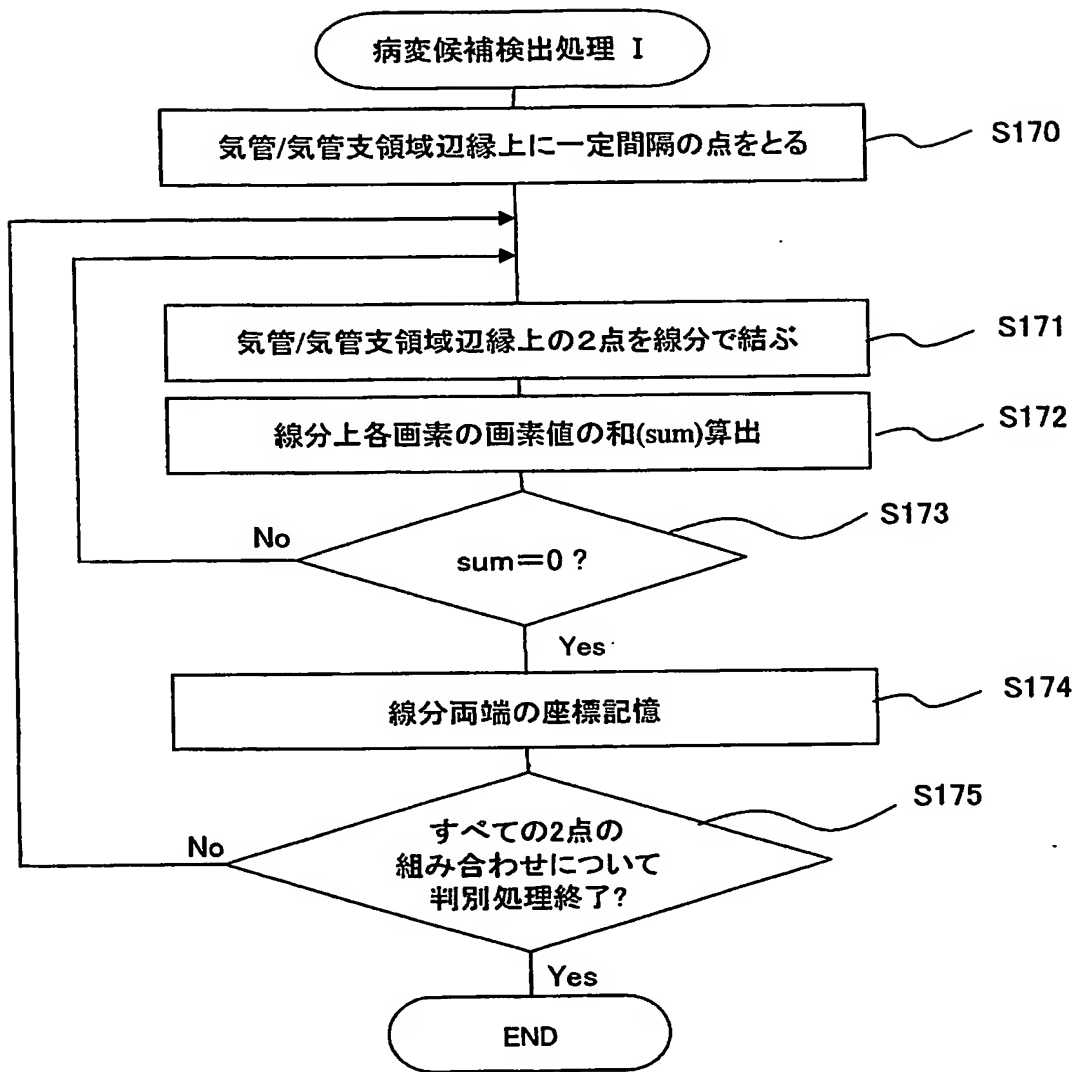 病変候補検出処理 I
気管/気管支領域辺縁上に一定間隔の点をとる
S170
気管/気管支領域辺縁上の2点を線分で結ぶ
S171
線分上各画素の画素値の和(sum)算出
S172
sum=0 ?
S173
No
Yes
線分両端の座標記憶
S174
すべての2点の
組み合わせについて
判別処理終了?
S175
No
Yes
END